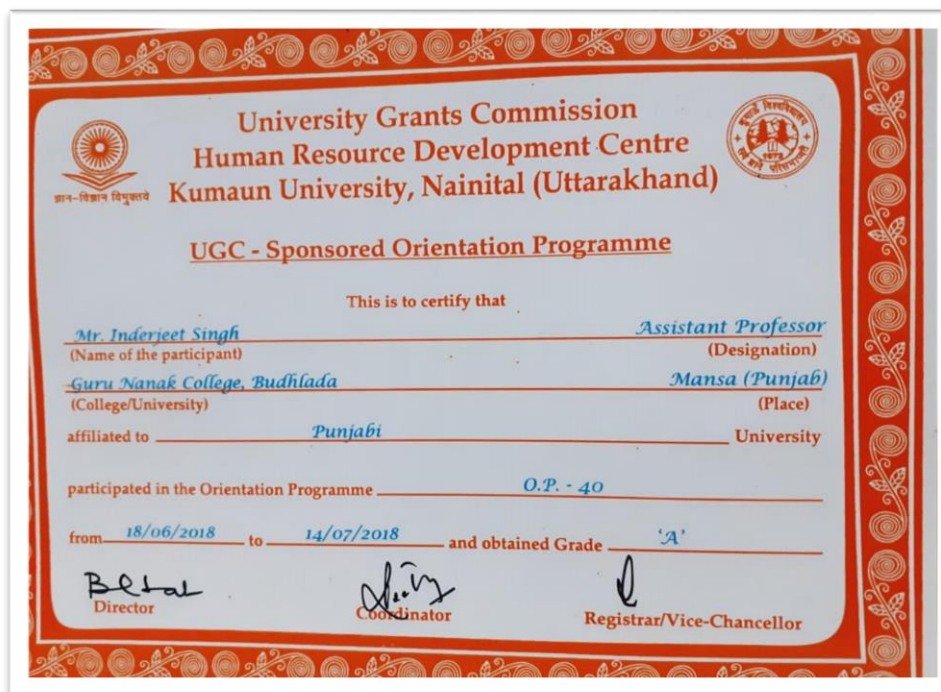 University Grants Commission
Human Resource Development Centre
Kumaun University, Nainital (Uttarakhand)
ज्ञान-विज्ञान विमुक्तये
UGC - Sponsored Orientation Programme
This is to certify that
Mr. Inderjeet Singh Assistant Professor
(Name of the participant) (Designation)
Guru Nanak College, Budhlada Mansa (Punjab)
(College/University) (Place)
affiliated to Punjabi University
participated in the Orientation Programme O.P. - 40
from 18/06/2018 to 14/07/2018 and obtained Grade 'A'
Director Coordinator Registrar/Vice-Chancellor